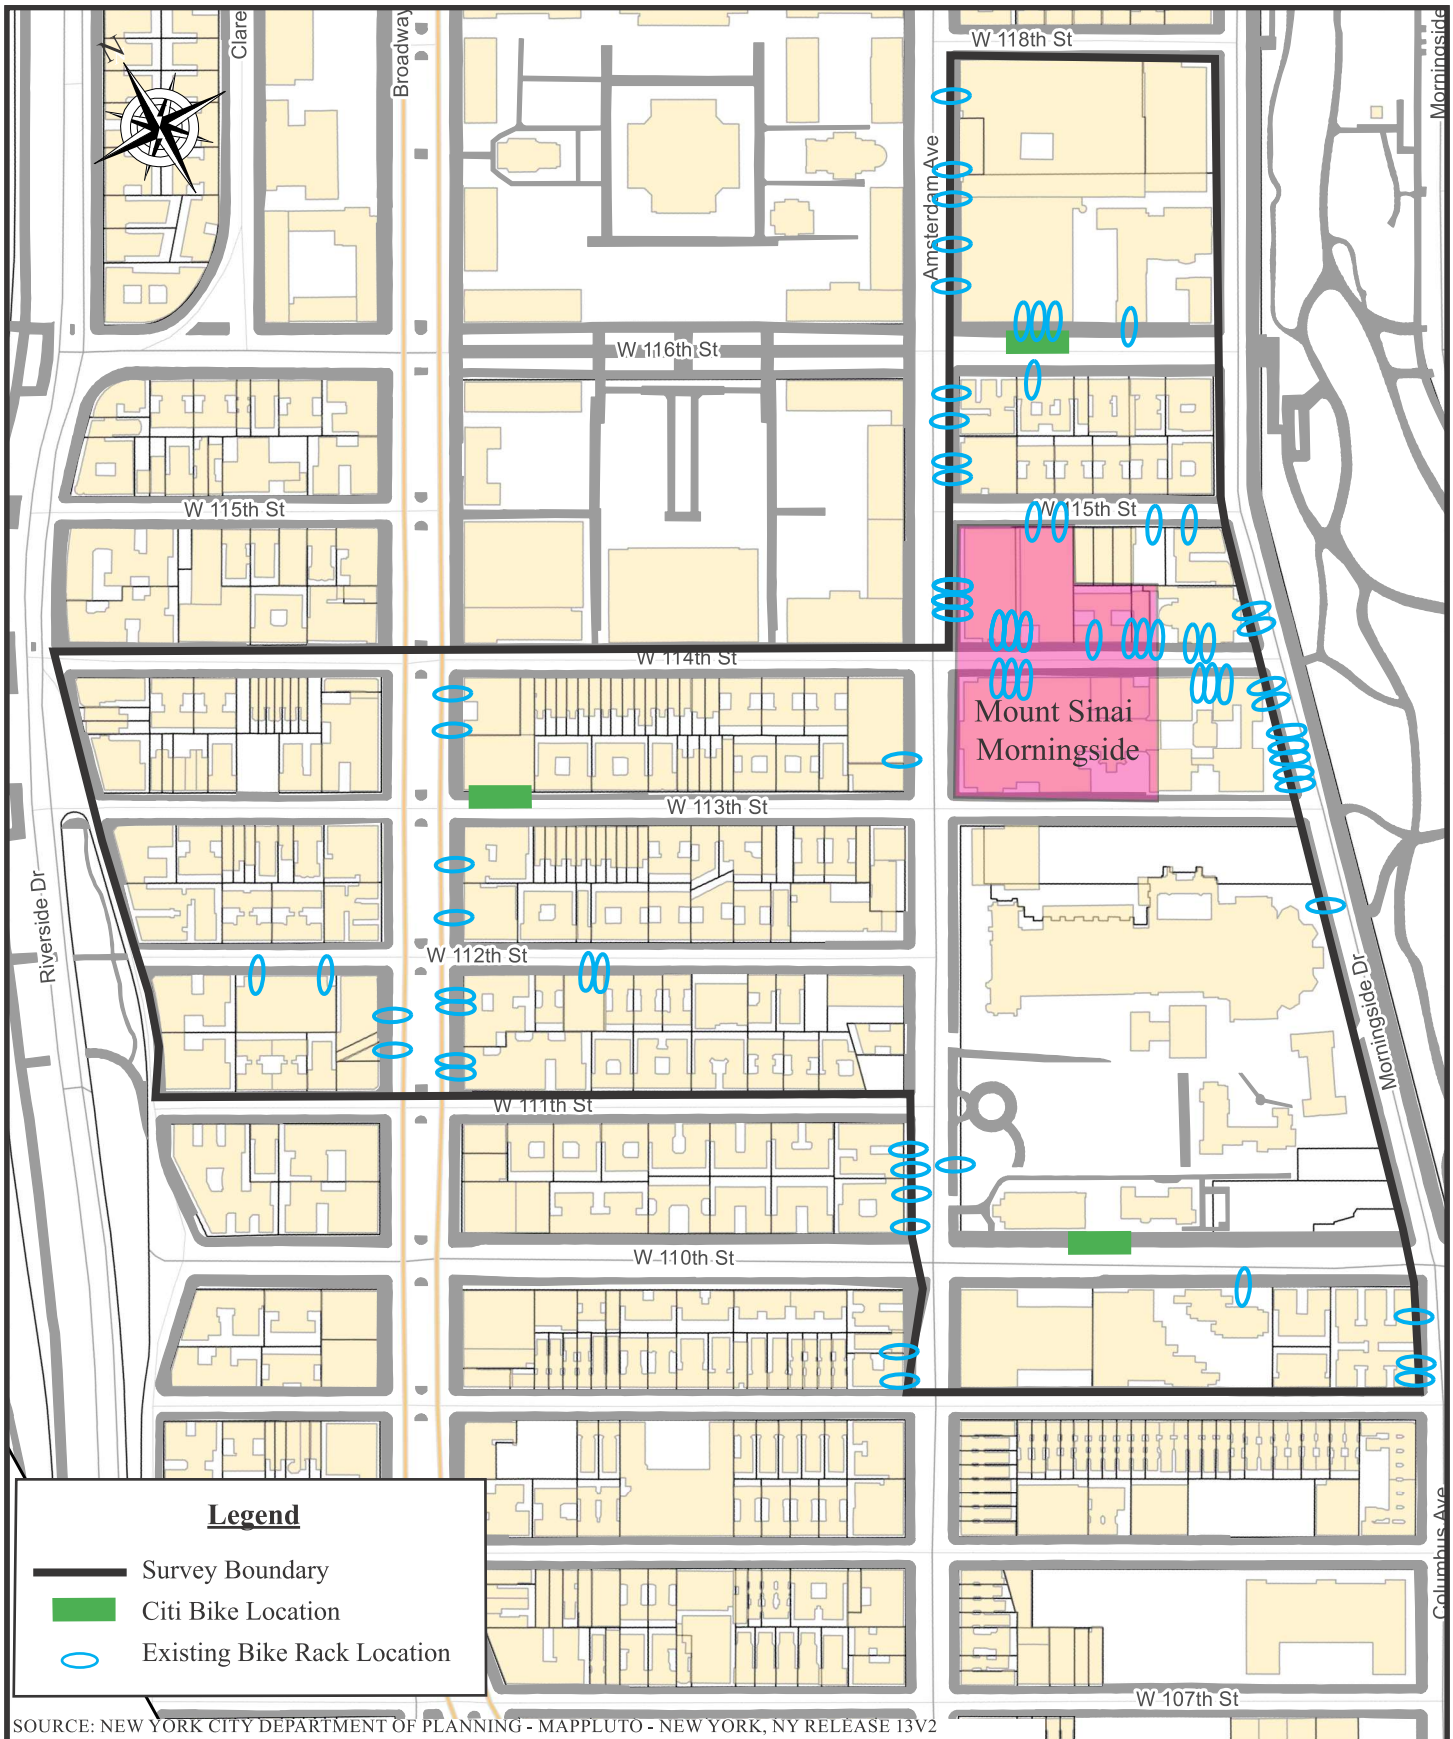 N
Clare
Broadway
W 118th St
Morningside
Amsterdam Ave
W 116th St
W 115th St
W 115th St
W 114th St
Mount Sinai
Morningside
W 113th St
Riverside Dr
W 112th St
Morningside Dr
W 111th St
W 110th St
Legend
Survey Boundary
Citi Bike Location
Existing Bike Rack Location
Columbus Ave
W 107th St
SOURCE: NEW YORK CITY DEPARTMENT OF PLANNING - MAPPLUTO - NEW YORK, NY RELEASE 13V2